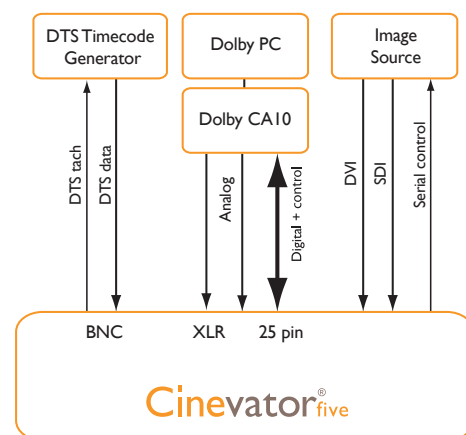 DTS Timecode
Generator
Dolby PC
Image
Source
Dolby CA10
DTS tach
DTS data
Analog
Digital + control
DVI
SDI
Serial control
BNC
XLR
25 pin
Cinevator® five